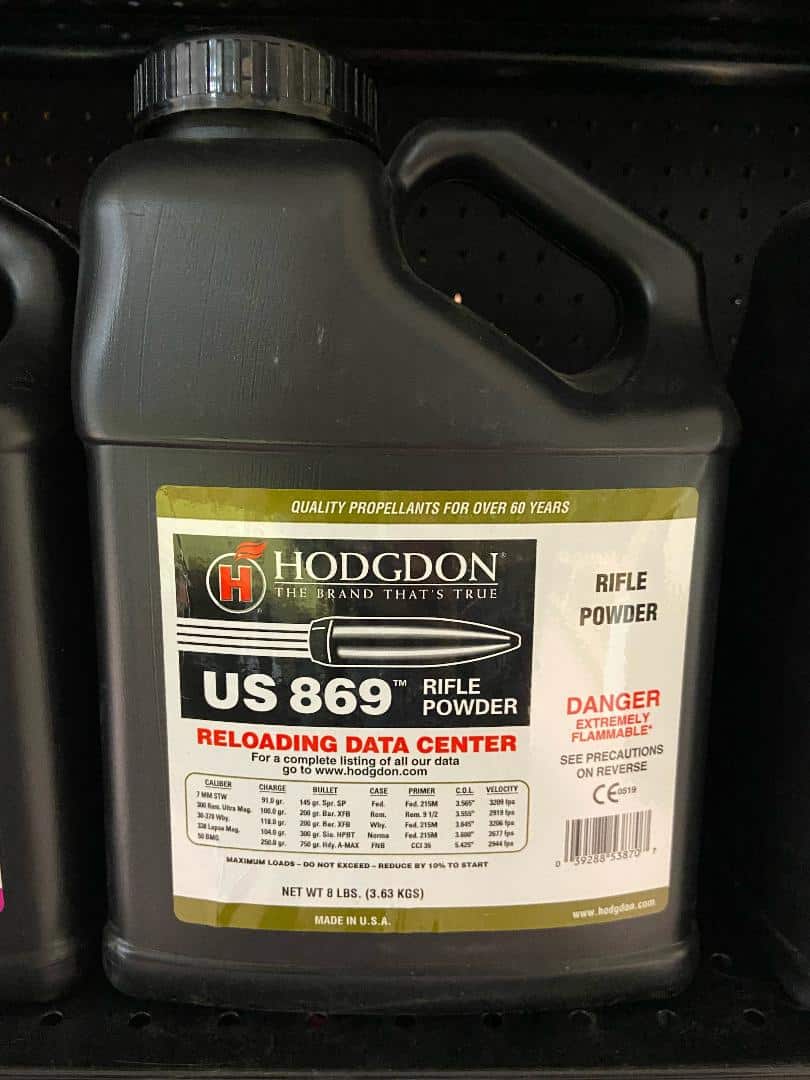 QUALITY PROPELLANTS FOR OVER 60 YEARS
H HODGDON®
THE BRAND THAT'S TRUE
US 869™ RIFLE
POWDER
RELOADING DATA CENTER
For a complete listing of all our data
go to www.hodgdon.com
CALIBER CHARGE BULLET CASE PRIMER C.O.L. VELOCITY
7 MM STW 91.0 gr. 145 gr. Spr. SP Fed. Fed. 215M 3.565" 3209 fps
300 Rem. Ultra Mag. 100.0 gr. 200 gr. Bar. XFB Rem. Rem. 9 1/2 3.555" 2919 fps
30-378 Wby. 118.0 gr. 200 gr. Bar. XFB Wby. Fed. 215M 3.645" 3206 fps
338 Lapua Mag. 104.0 gr. 300 gr. Sie. HPBT Norma Fed. 215M 3.600" 2677 fps
50 BMG 250.0 gr. 750 gr. Hdy. A-MAX FNB CCI 35 5.425" 2944 fps
MAXIMUM LOADS – DO NOT EXCEED – REDUCE BY 10% TO START
NET WT 8 LBS. (3.63 KGS)
MADE IN U.S.A.
RIFLE
POWDER
DANGER
EXTREMELY
FLAMMABLE*
SEE PRECAUTIONS
ON REVERSE
CE 0519
0 39288 53870 7
www.hodgdon.com